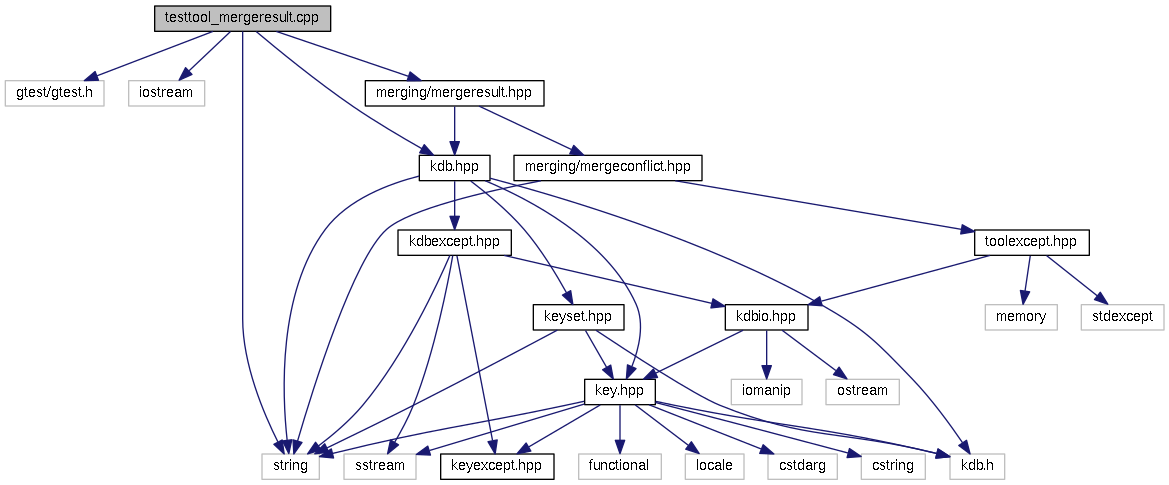 testtool_mergeresult.cpp
gtest/gtest.h
iostream
merging/mergeresult.hpp
kdb.hpp
merging/mergeconflict.hpp
kdbexcept.hpp
toolexcept.hpp
keyset.hpp
kdbio.hpp
memory
stdexcept
key.hpp
iomanip
ostream
string
sstream
keyexcept.hpp
functional
locale
cstdarg
cstring
kdb.h